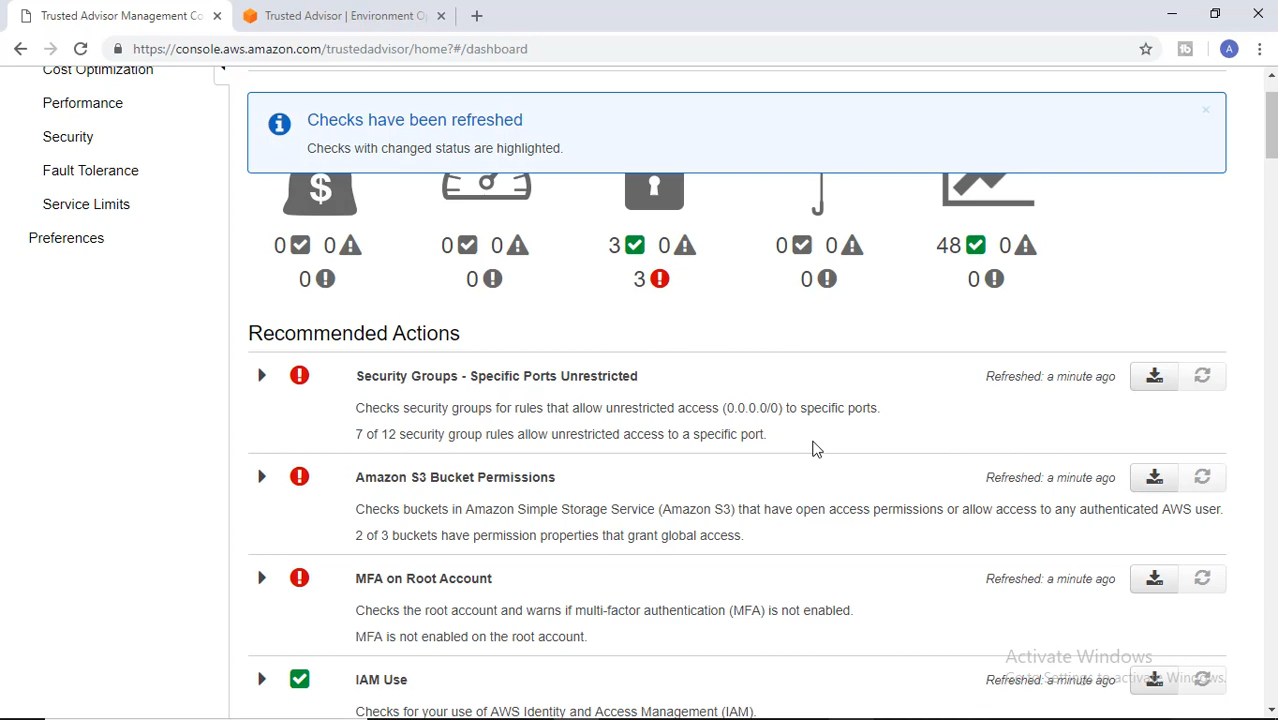 Trusted Advisor Management Co
Trusted Advisor | Environment O
https://console.aws.amazon.com/trustedadvisor/home?#/dashboard
A
Cost Optimization
Performance
Security
Fault Tolerance
Service Limits
Preferences
Checks have been refreshed
Checks with changed status are highlighted.
0 0 0 0 3 0 0 0 48 0
0 0 3 0 0
Recommended Actions
Security Groups - Specific Ports Unrestricted
Refreshed: a minute ago
Checks security groups for rules that allow unrestricted access (0.0.0.0/0) to specific ports.
7 of 12 security group rules allow unrestricted access to a specific port.
Amazon S3 Bucket Permissions
Refreshed: a minute ago
Checks buckets in Amazon Simple Storage Service (Amazon S3) that have open access permissions or allow access to any authenticated AWS user.
2 of 3 buckets have permission properties that grant global access.
MFA on Root Account
Refreshed: a minute ago
Checks the root account and warns if multi-factor authentication (MFA) is not enabled.
MFA is not enabled on the root account.
Activate Windows
Go to Settings to activate Windows.
IAM Use
Refreshed: a minute ago
Checks for your use of AWS Identity and Access Management (IAM).